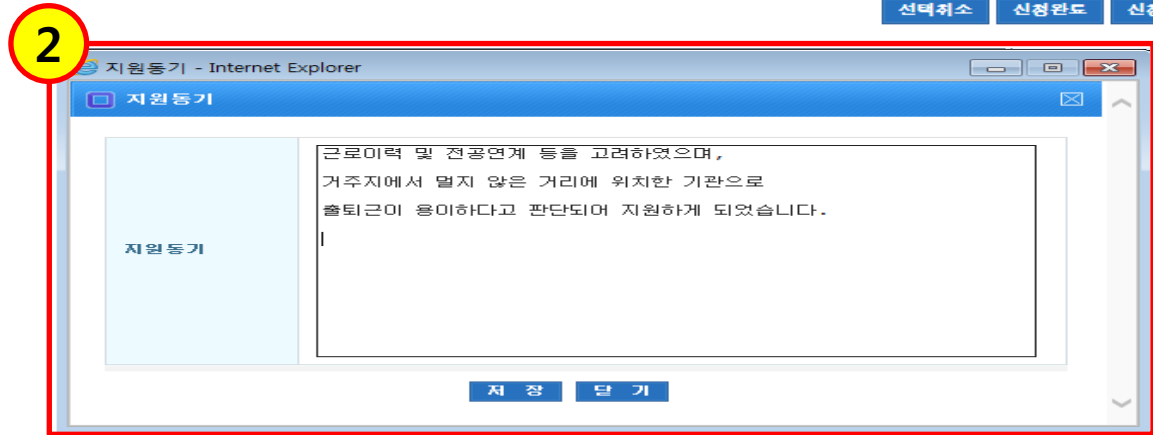 선택취소 신청완료
2
지원동기 - Internet Explorer
지원동기
근로이력 및 전공연계 등을 고려하였으며,
거주지에서 멀지 않은 거리에 위치한 기관으로
출퇴근이 용이하다고 판단되어 지원하게 되었습니다.
지원동기
저 장 닫 기